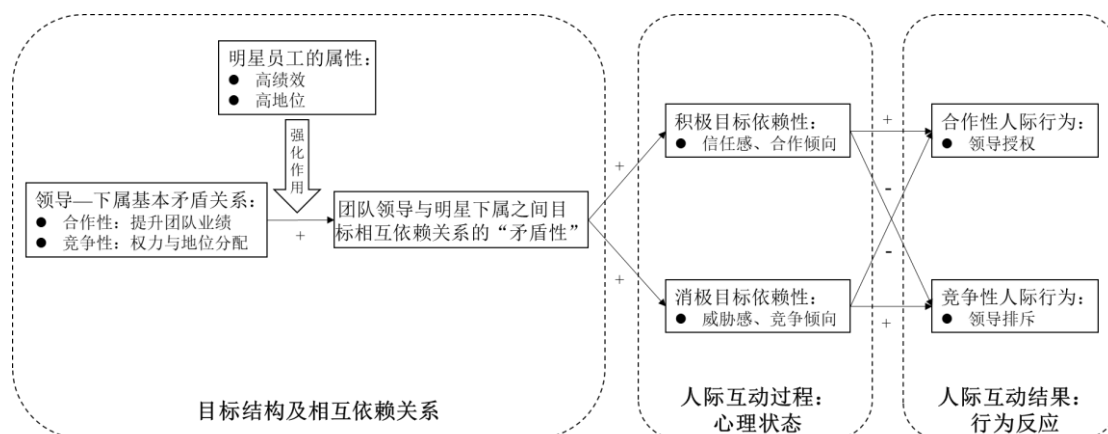 明星员工的属性：
● 高绩效
● 高地位
强化作用
领导—下属基本矛盾关系：
● 合作性：提升团队业绩
● 竞争性：权力与地位分配
+
团队领导与明星下属之间目
标相互依赖关系的“矛盾性”
目标结构及相互依赖关系
+
+
积极目标依赖性：
● 信任感、合作倾向
消极目标依赖性：
● 威胁感、竞争倾向
人际互动过程：
心理状态
+
-
-
+
合作性人际行为：
● 领导授权
竞争性人际行为：
● 领导排斥
人际互动结果：
行为反应